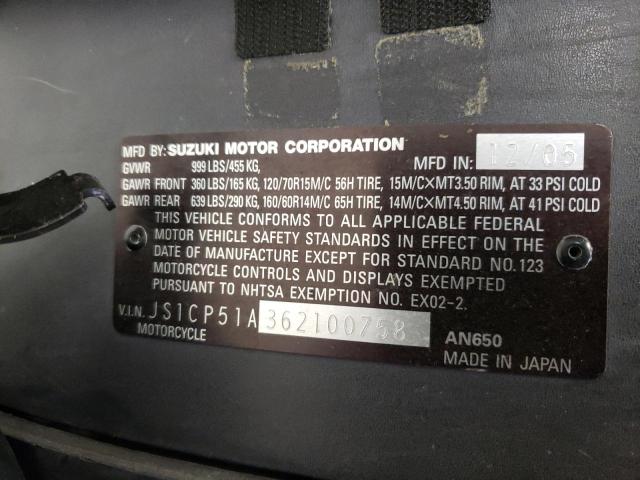 MFD BY: SUZUKI MOTOR CORPORATION
GVWR 999 LBS/455 KG, MFD IN: 12/05
GAWR FRONT 360 LBS/165 KG, 120/70R15M/C 56H TIRE, 15M/C×MT3.50 RIM, AT 33 PSI COLD
GAWR REAR 639 LBS/290 KG, 160/60R14M/C 65H TIRE, 14M/C×MT4.50 RIM, AT 41 PSI COLD
THIS VEHICLE CONFORMS TO ALL APPLICABLE FEDERAL
MOTOR VEHICLE SAFETY STANDARDS IN EFFECT ON THE
DATE OF MANUFACTURE EXCEPT FOR STANDARD NO.123
MOTORCYCLE CONTROLS AND DISPLAYS EXEMPTED
PURSUANT TO NHTSA EXEMPTION NO. EX02-2.
V.I.N. JS1CP51A362100758
MOTORCYCLE AN650
MADE IN JAPAN